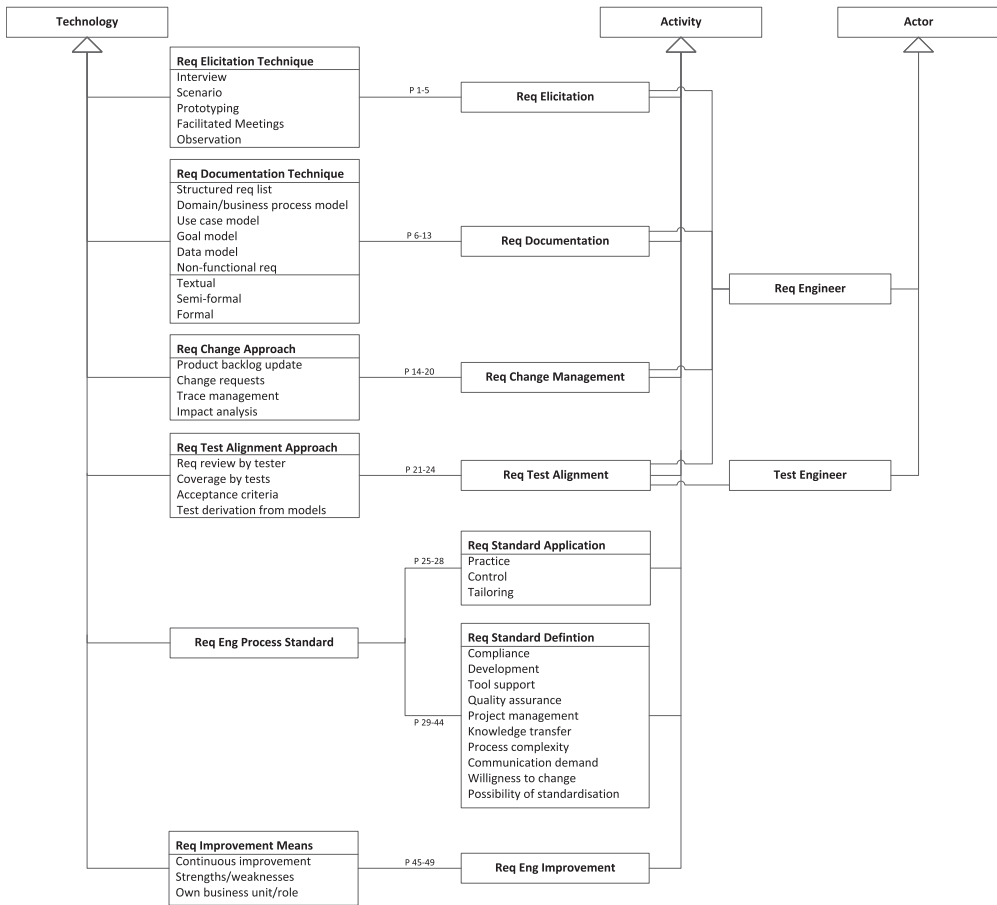 Technology
Activity
Actor
Req Elicitation Technique
Interview
Scenario
Prototyping
Facilitated Meetings
Observation
P 1-5
Req Elicitation
Req Documentation Technique
Structured req list
Domain/business process model
Use case model
Goal model
Data model
Non-functional req
Textual
Semi-formal
Formal
P 6-13
Req Documentation
Req Engineer
Req Change Approach
Product backlog update
Change requests
Trace management
Impact analysis
P 14-20
Req Change Management
Req Test Alignment Approach
Req review by tester
Coverage by tests
Acceptance criteria
Test derivation from models
P 21-24
Req Test Alignment
Test Engineer
Req Eng Process Standard
P 25-28
Req Standard Application
Practice
Control
Tailoring
P 29-44
Req Standard Defintion
Compliance
Development
Tool support
Quality assurance
Project management
Knowledge transfer
Process complexity
Communication demand
Willigness to change
Possibility of standardisation
Req Improvement Means
Continuous improvement
Strengths/weaknesses
Own business unit/role
P 45-49
Req Eng Improvement